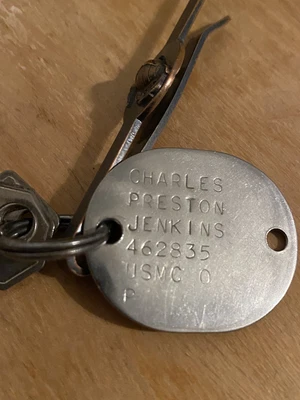 CHARLES
PRESTON
JENKINS
462835
USMC O
P